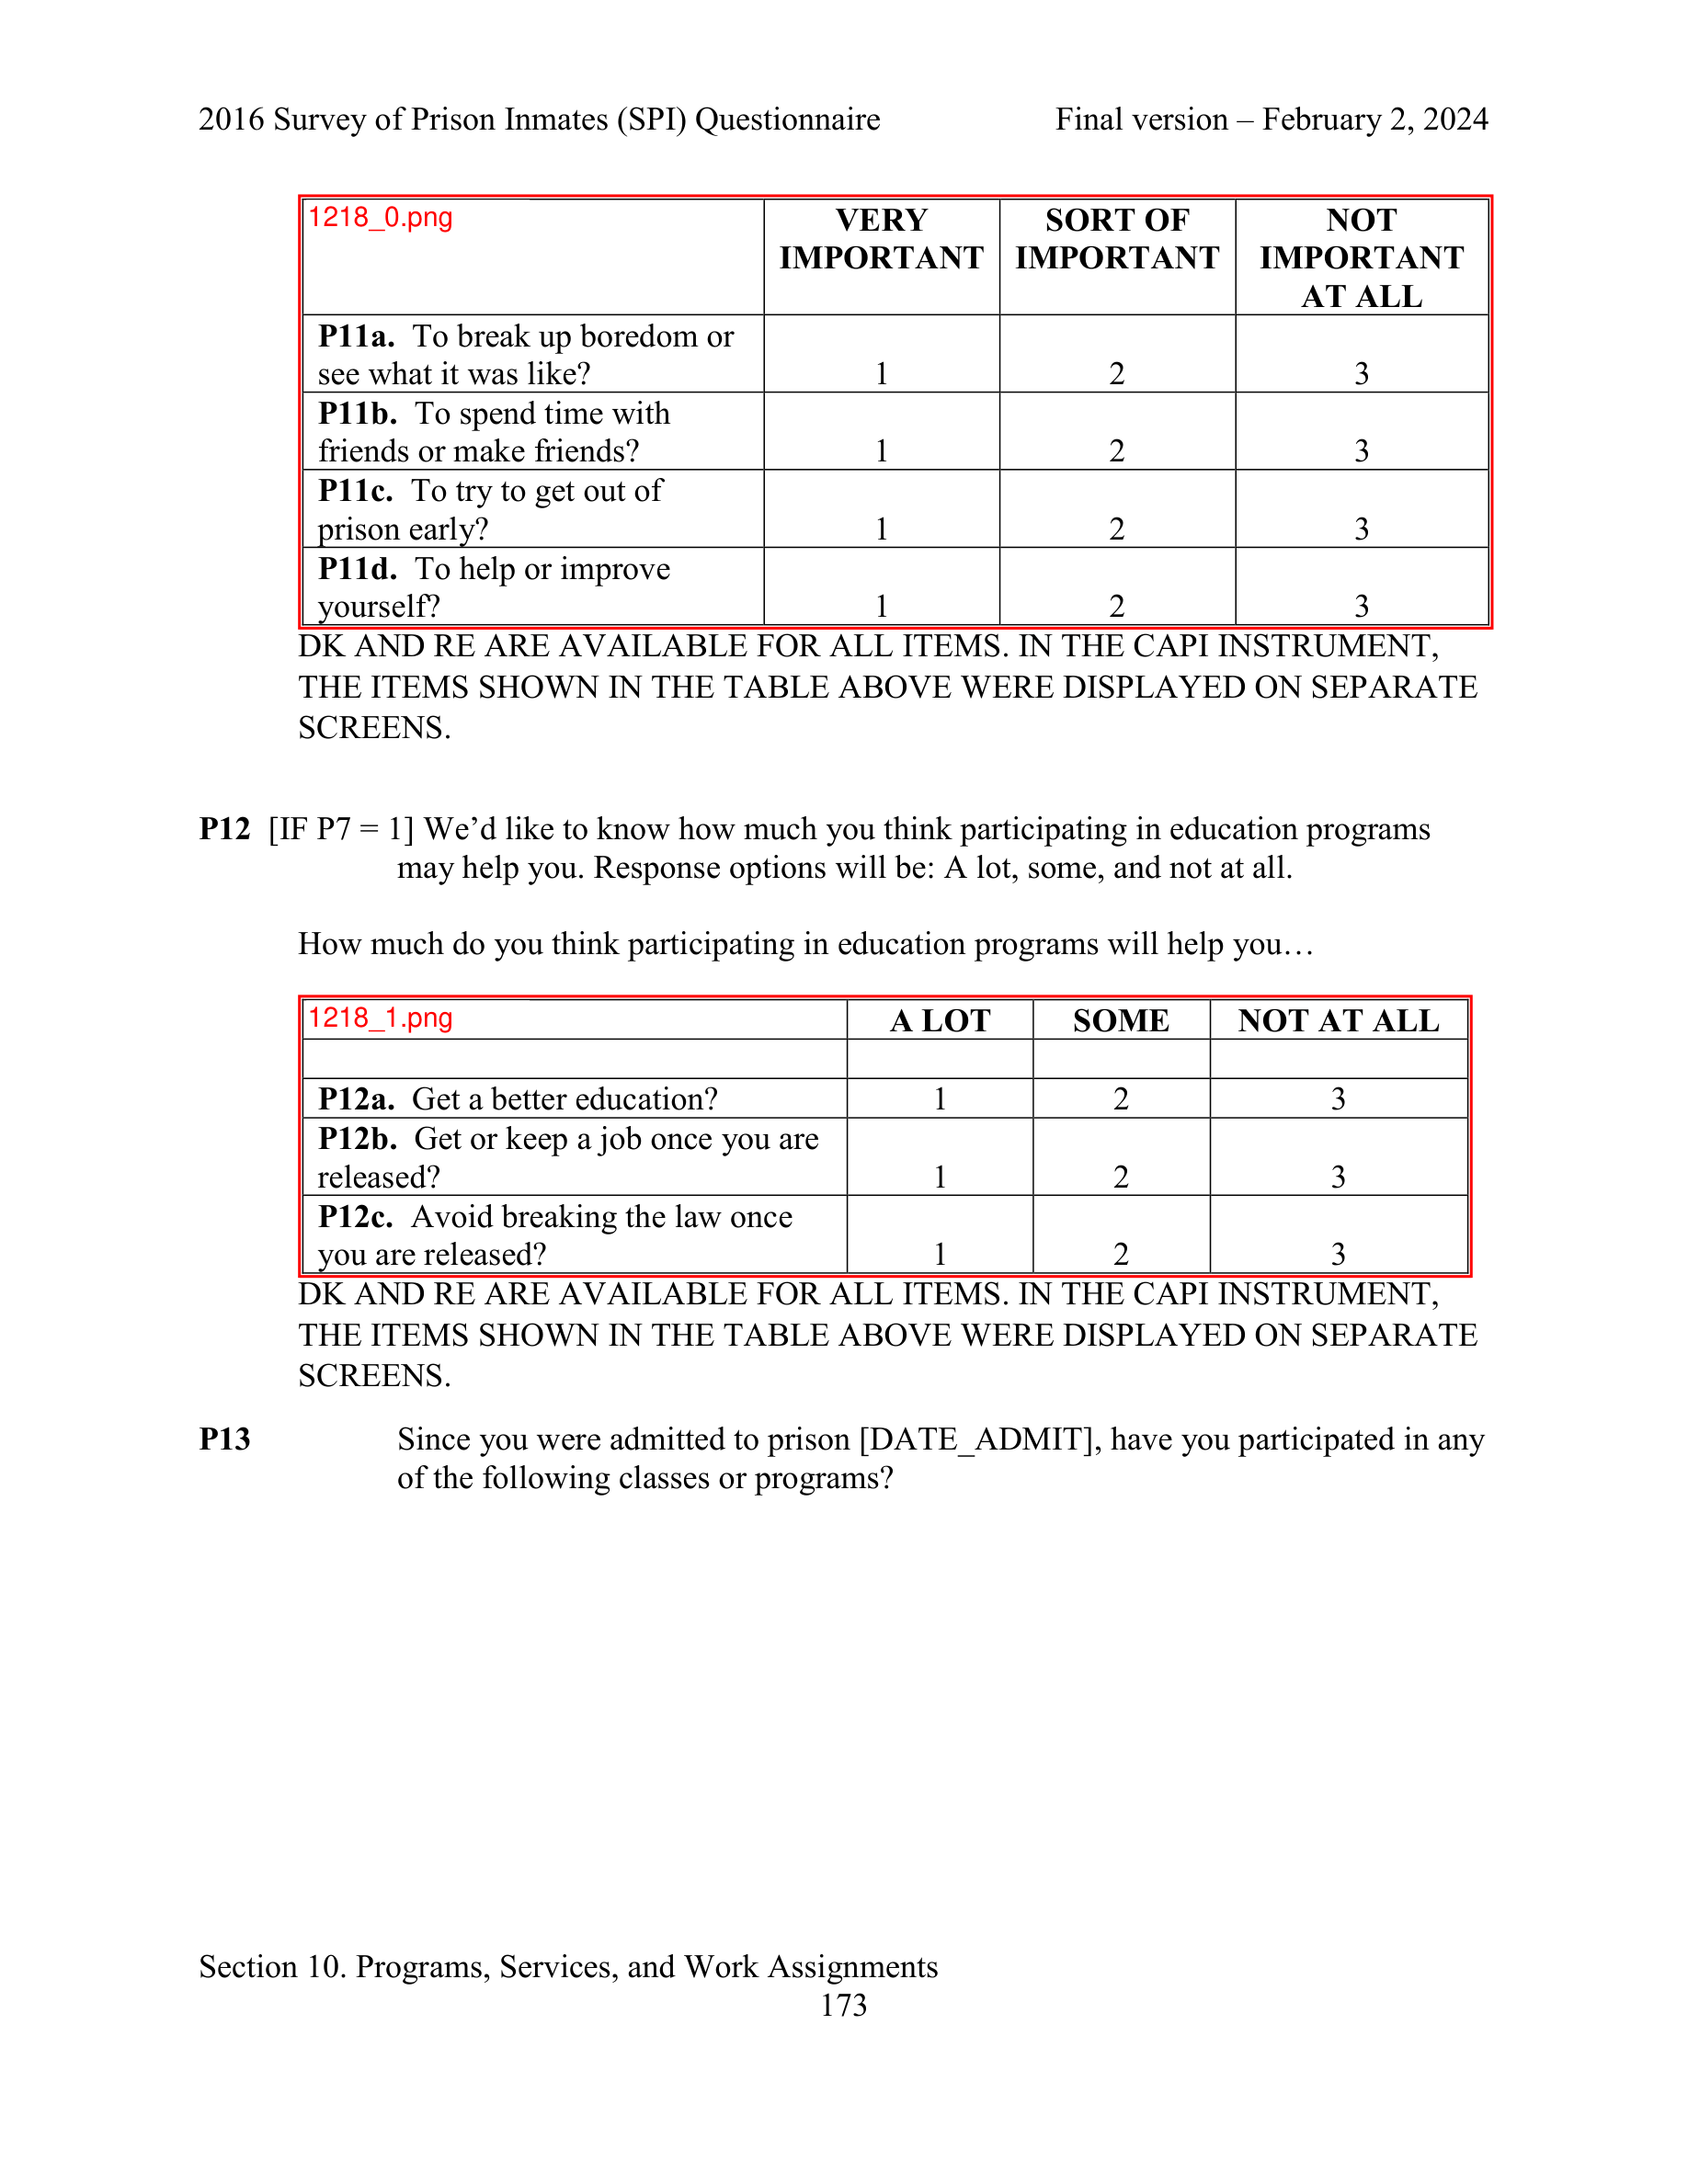 2016 Survey of Prison Inmates (SPI) Questionnaire Final version – February 2, 2024
1218_0.png VERY IMPORTANT SORT OF IMPORTANT NOT IMPORTANT AT ALL
P11a. To break up boredom or
see what it was like? 1 2 3
P11b. To spend time with
friends or make friends? 1 2 3
P11c. To try to get out of
prison early? 1 2 3
P11d. To help or improve
yourself? 1 2 3
DK AND RE ARE AVAILABLE FOR ALL ITEMS. IN THE CAPI INSTRUMENT,
THE ITEMS SHOWN IN THE TABLE ABOVE WERE DISPLAYED ON SEPARATE
SCREENS.
P12 [IF P7 = 1] We’d like to know how much you think participating in education programs
may help you. Response options will be: A lot, some, and not at all.
How much do you think participating in education programs will help you…
1218_1.png A LOT SOME NOT AT ALL
P12a. Get a better education? 1 2 3
P12b. Get or keep a job once you are
released? 1 2 3
P12c. Avoid breaking the law once
you are released? 1 2 3
DK AND RE ARE AVAILABLE FOR ALL ITEMS. IN THE CAPI INSTRUMENT,
THE ITEMS SHOWN IN THE TABLE ABOVE WERE DISPLAYED ON SEPARATE
SCREENS.
P13 Since you were admitted to prison [DATE_ADMIT], have you participated in any
of the following classes or programs?
Section 10. Programs, Services, and Work Assignments
173